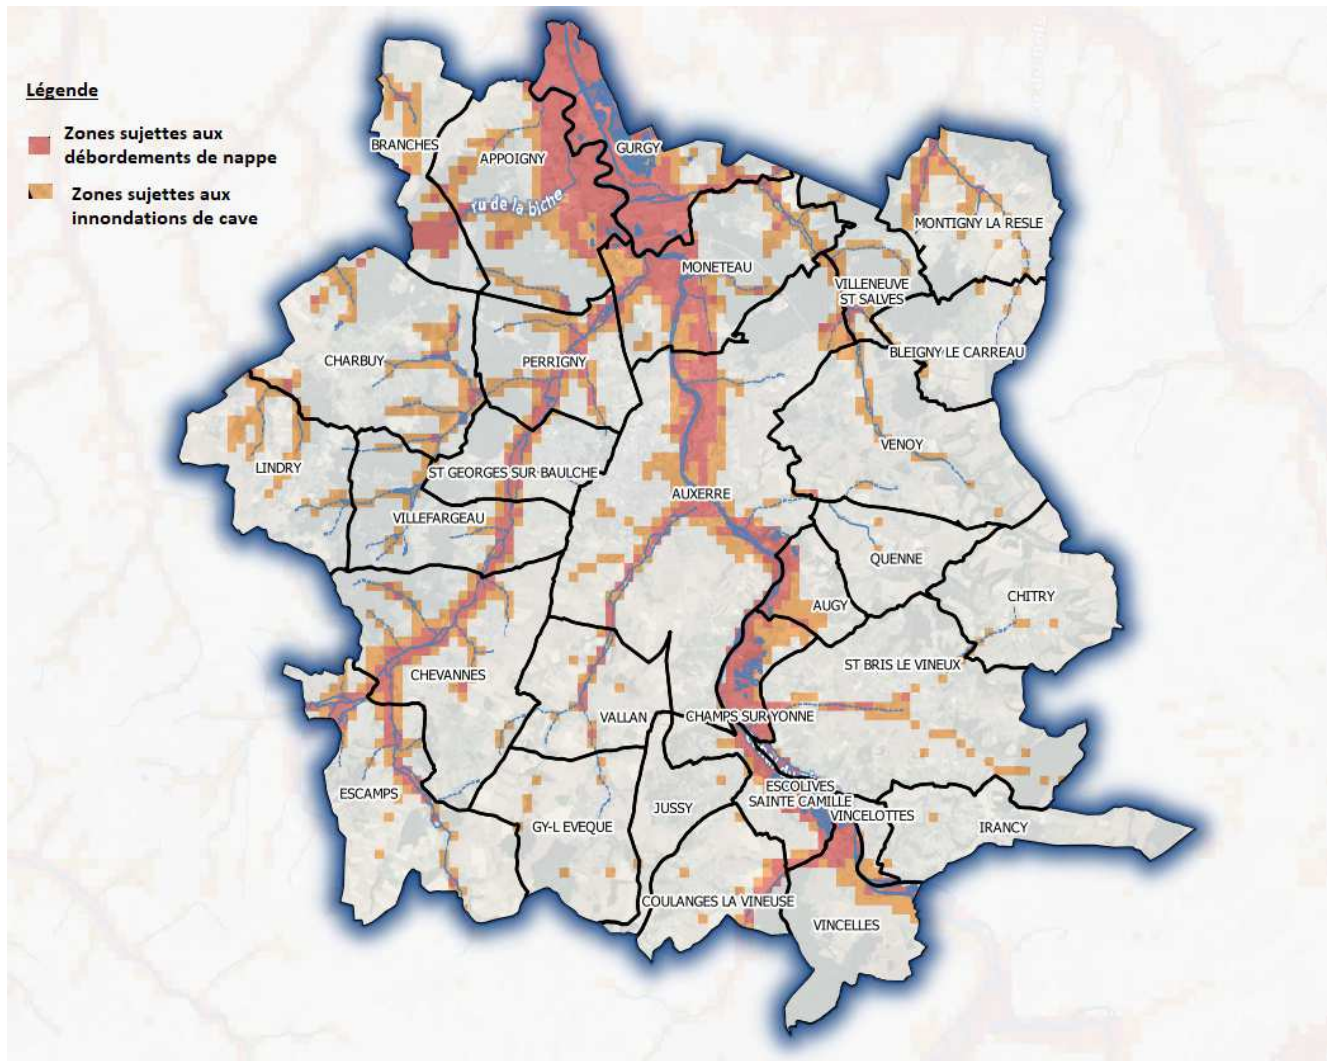 Légende
Zones sujettes aux
débordements de nappe
Zones sujettes aux
innondations de cave
BRANCHES
APPOIGNY
GURGY
ru de la biche
MONTIGNY LA RESLE
MONETEAU
VILLENEUVE
ST SALVES
BLEIGNY LE CARREAU
CHARBUY
PERRIGNY
VENOY
LINDRY
ST GEORGES SUR BAULCHE
AUXERRE
VILLEFARGEAU
QUENNE
CHITRY
AUGY
ST BRIS LE VINEUX
CHEVANNES
VALLAN
CHAMPS SUR YONNE
ESCAMPS
ESCOLIVES
SAINTE CAMILLE
JUSSY
VINCELOTTES
GY-L EVEQUE
IRANCY
COULANGES LA VINEUSE
VINCELLES